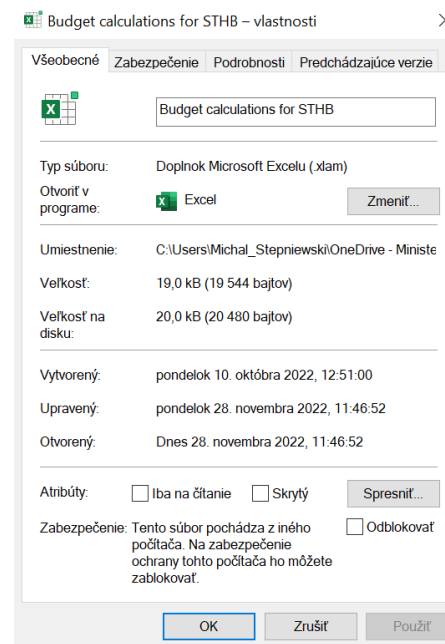 Budget calculations for STHB – vlastnosti
Všeobecné Zabezpečenie Podrobnosti Predchádzajúce verzie
Budget calculations for STHB
Typ súboru: Doplnok Microsoft Excelu (.xlam)
Otvoriť v programe: Excel Zmeniť...
Umiestnenie: C:\Users\Michal_Stepniewski\OneDrive - Ministe
Veľkosť: 19,0 kB (19 544 bajtov)
Veľkosť na disku: 20,0 kB (20 480 bajtov)
Vytvorený: pondelok 10. októbra 2022, 12:51:00
Upravený: pondelok 28. novembra 2022, 11:46:52
Otvorený: Dnes 28. novembra 2022, 11:46:52
Atribúty: Iba na čítanie Skrytý Spresniť...
Zabezpečenie: Tento súbor pochádza z iného Odblokovať
počítača. Na zabezpečenie
ochrany tohto počítača ho môžete
zablokovať.
OK Zrušiť Použiť